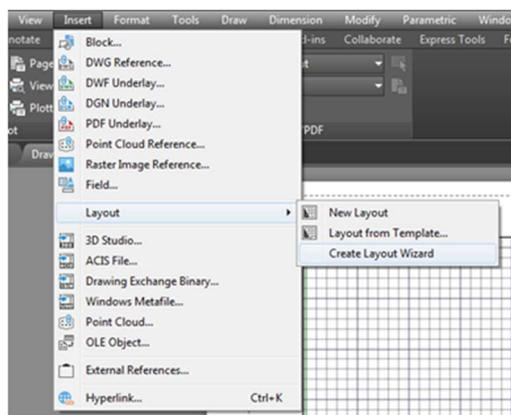 View Insert Format Tools Draw Dimension Modify Parametric
Collaborate Express Tools
Page
View
Block...
DWG Reference...
DWF Underlay...
DGN Underlay...
PDF Underlay...
Point Cloud Reference...
Raster Image Reference...
Field...
Layout
New Layout
Layout from Template...
Create Layout Wizard
3D Studio...
ACIS File...
Drawing Exchange Binary...
Windows Metafile...
Point Cloud...
OLE Object...
External References...
Hyperlink... Ctrl+K